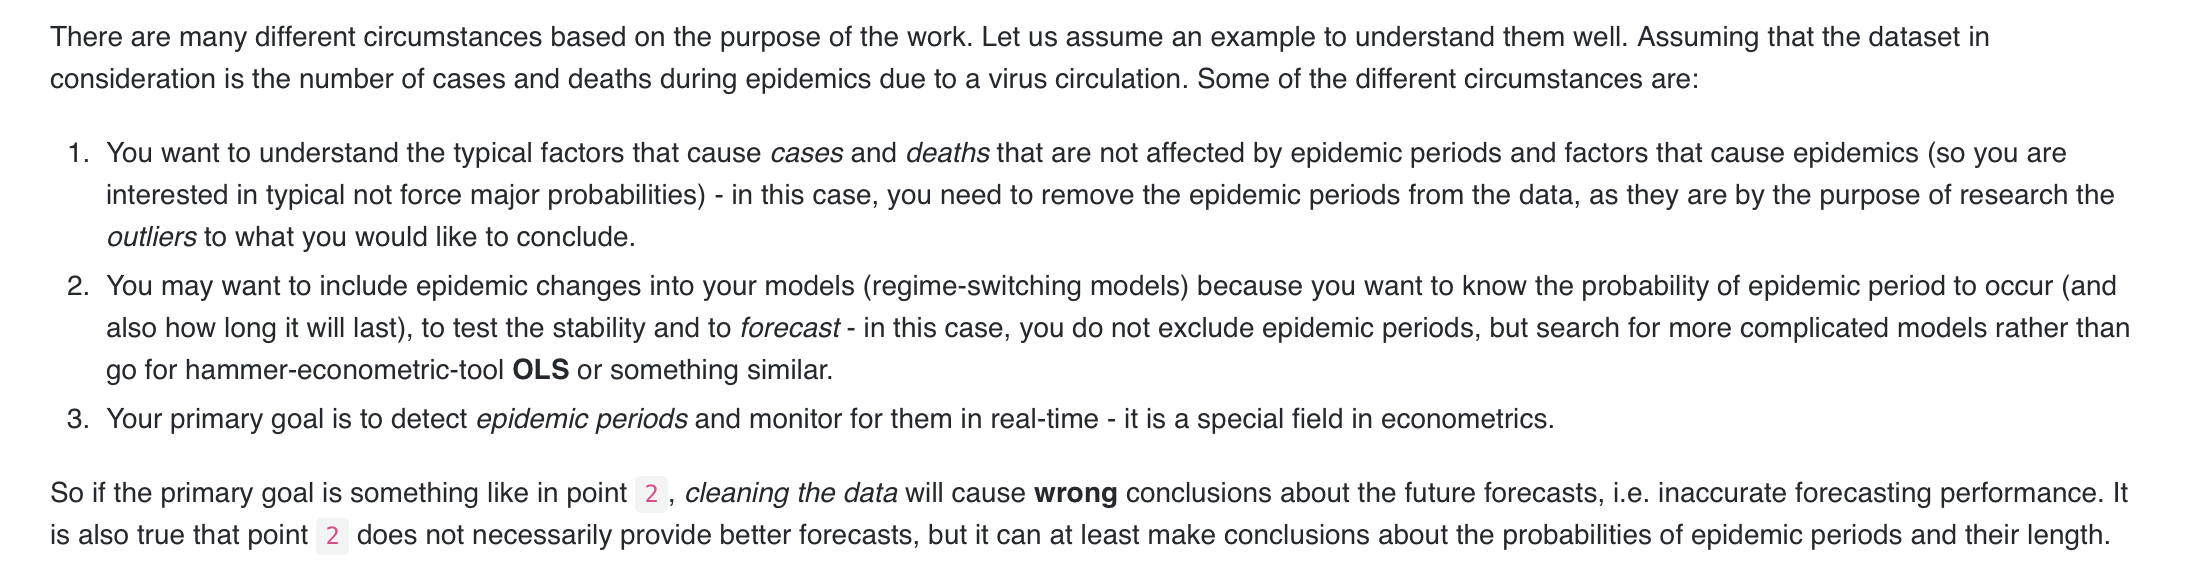 There are many different circumstances based on the purpose of the work. Let us assume an example to understand them well. Assuming that the dataset in
consideration is the number of cases and deaths during epidemics due to a virus circulation. Some of the different circumstances are:
1. You want to understand the typical factors that cause cases and deaths that are not affected by epidemic periods and factors that cause epidemics (so you are
interested in typical not force major probabilities) - in this case, you need to remove the epidemic periods from the data, as they are by the purpose of research the
outliers to what you would like to conclude.
2. You may want to include epidemic changes into your models (regime-switching models) because you want to know the probability of epidemic period to occur (and
also how long it will last), to test the stability and to forecast - in this case, you do not exclude epidemic periods, but search for more complicated models rather than
go for hammer-econometric-tool OLS or something similar.
3. Your primary goal is to detect epidemic periods and monitor for them in real-time - it is a special field in econometrics.
So if the primary goal is something like in point 2 , cleaning the data will cause wrong conclusions about the future forecasts, i.e. inaccurate forecasting performance. It
is also true that point 2 does not necessarily provide better forecasts, but it can at least make conclusions about the probabilities of epidemic periods and their length.